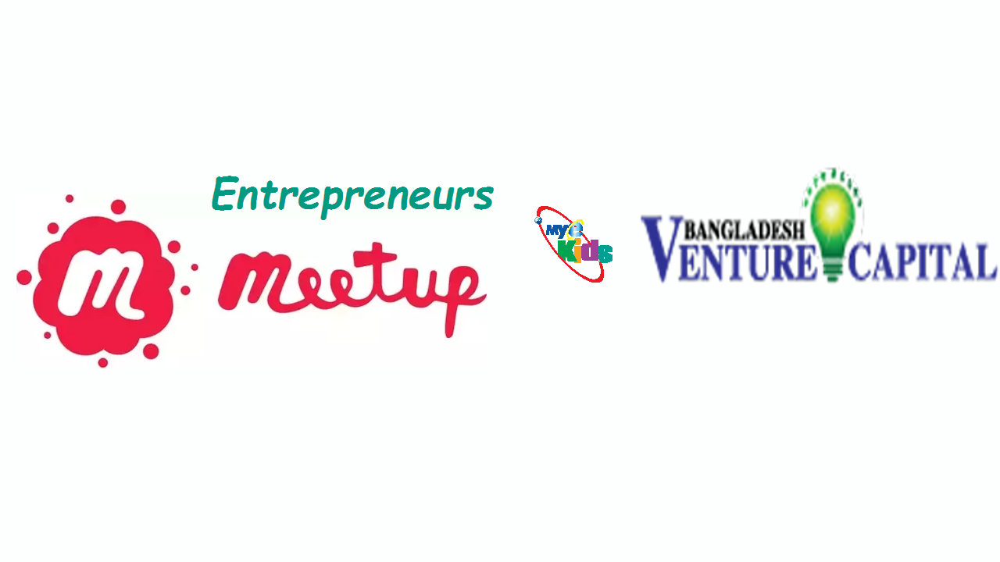 Entrepreneurs
m meetup
My e
Kids
BANGLADESH
VENTURE CAPITAL